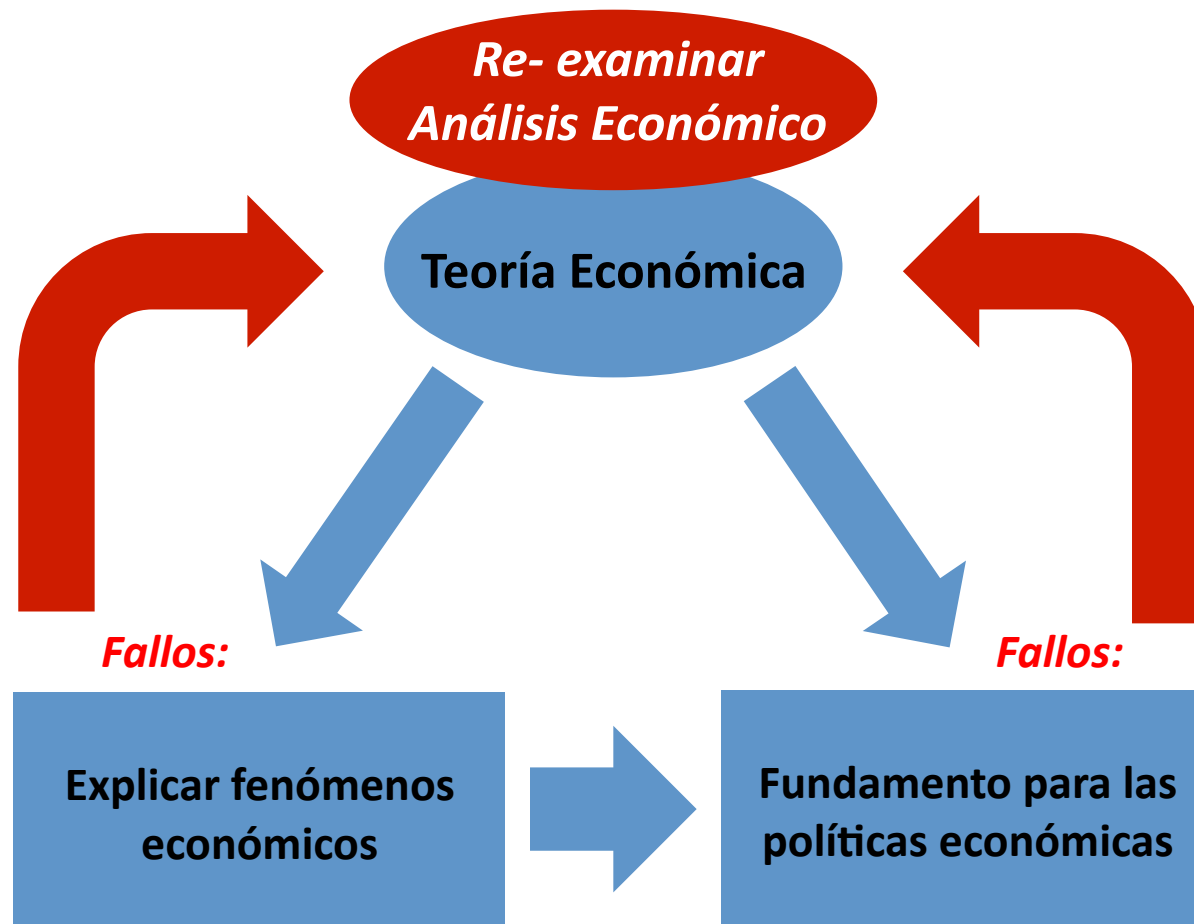 Re- examinar
Análisis Económico
Teoría Económica
Fallos:
Fallos:
Explicar fenómenos
económicos
Fundamento para las
políticas económicas